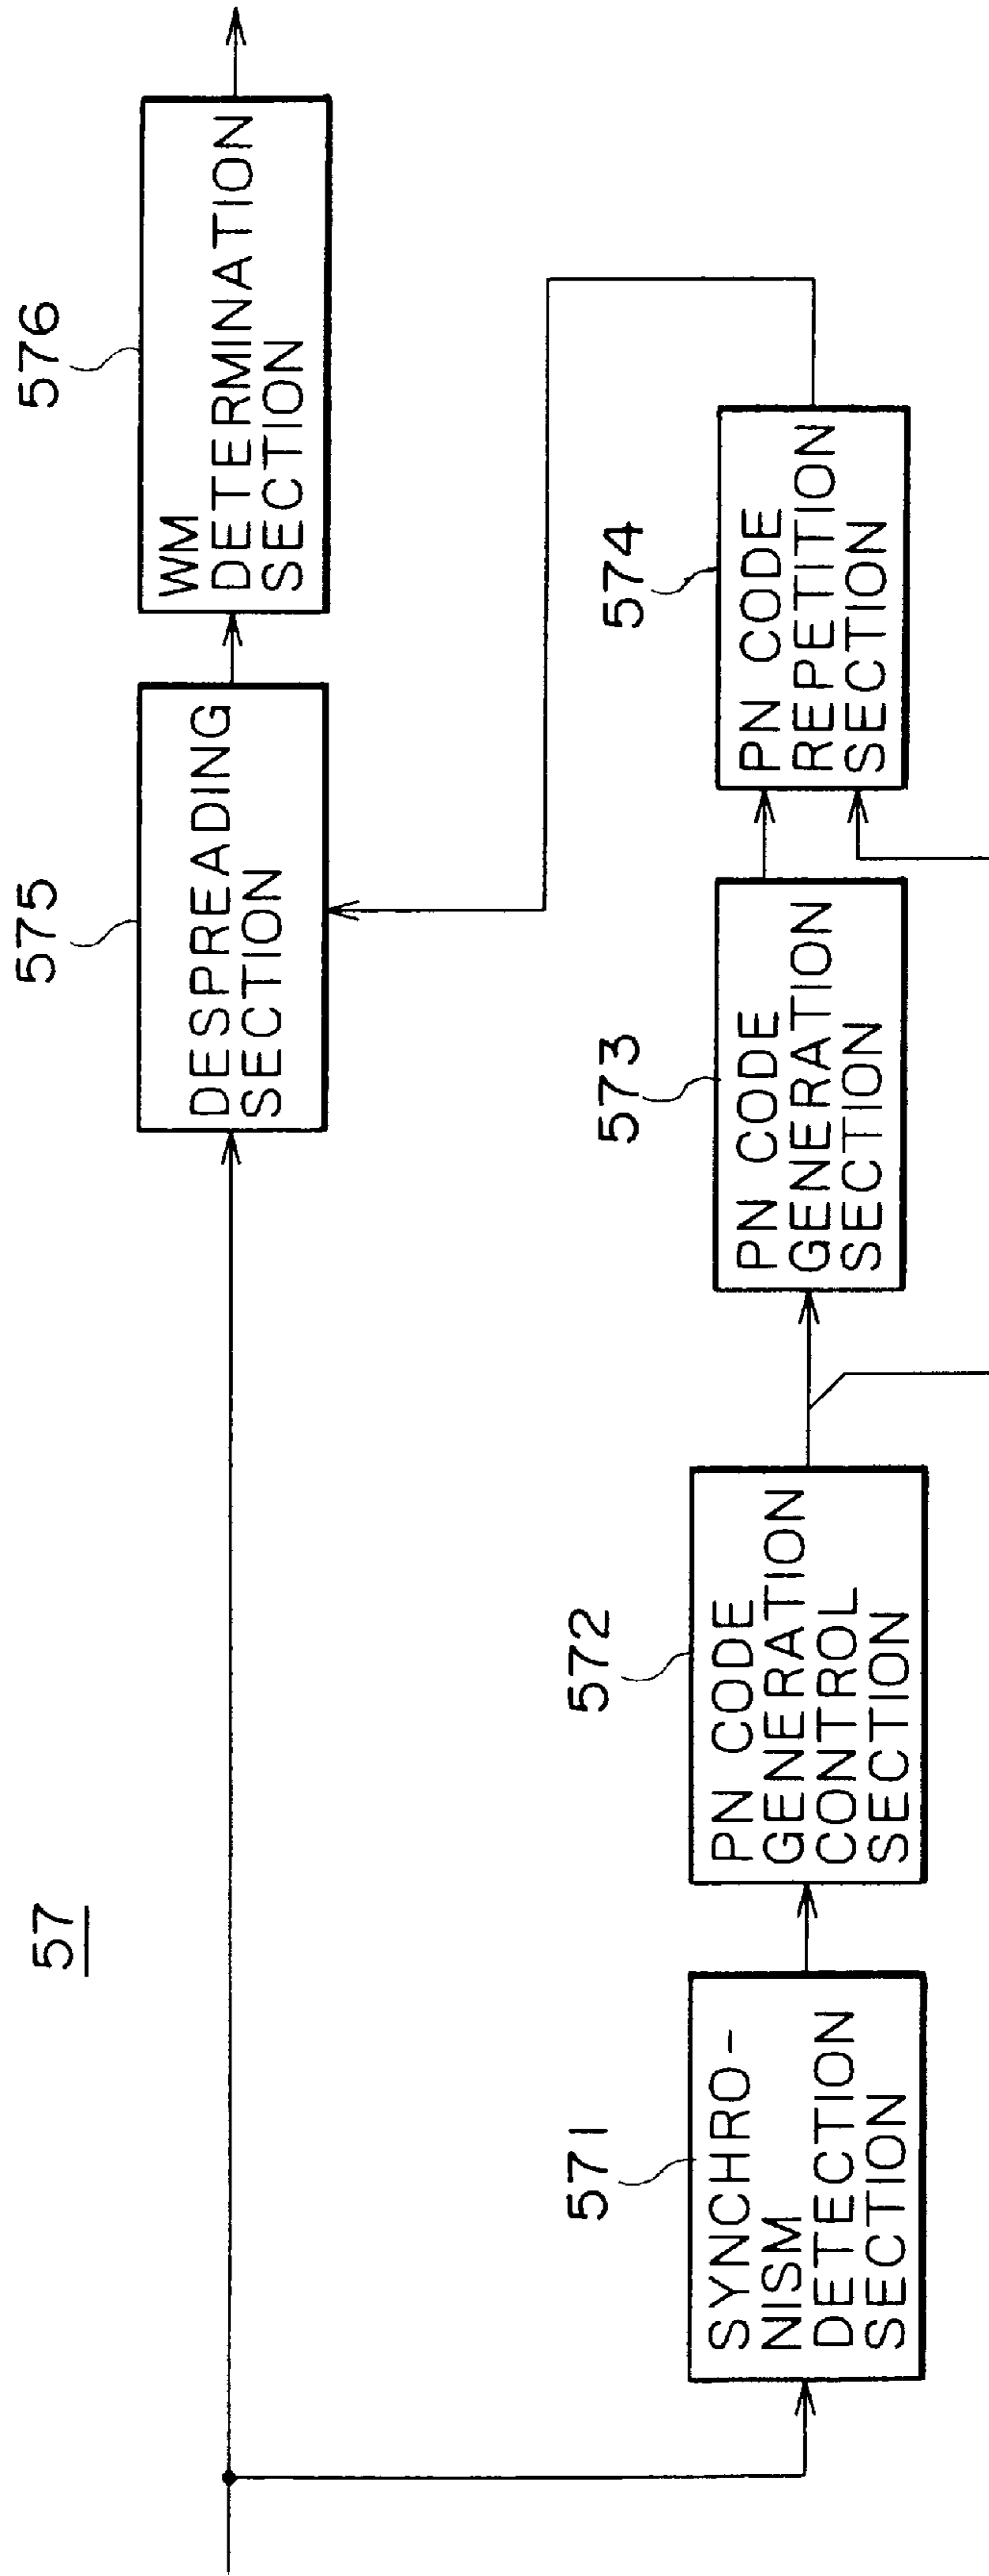 57
575
DESPREADING
SECTION
576
WM
DETERMINATION
SECTION
571
SYNCHRO-
NISM
DETECTION
SECTION
572
PN CODE
GENERATION
CONTROL
SECTION
573
PN CODE
GENERATION
SECTION
574
PN CODE
REPETITION
SECTION